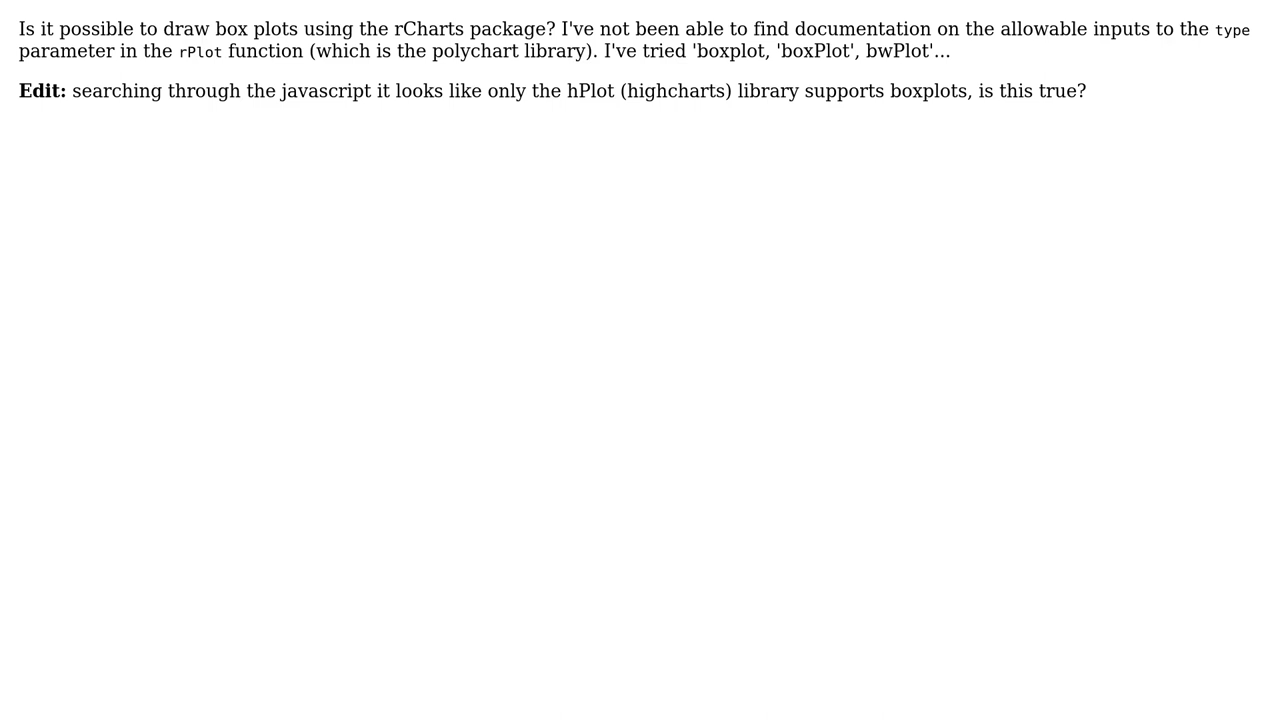 Is it possible to draw box plots using the rCharts package? I've not been able to find documentation on the allowable inputs to the type
parameter in the rPlot function (which is the polychart library). I've tried 'boxplot, 'boxPlot', bwPlot'...
Edit: searching through the javascript it looks like only the hPlot (highcharts) library supports boxplots, is this true?